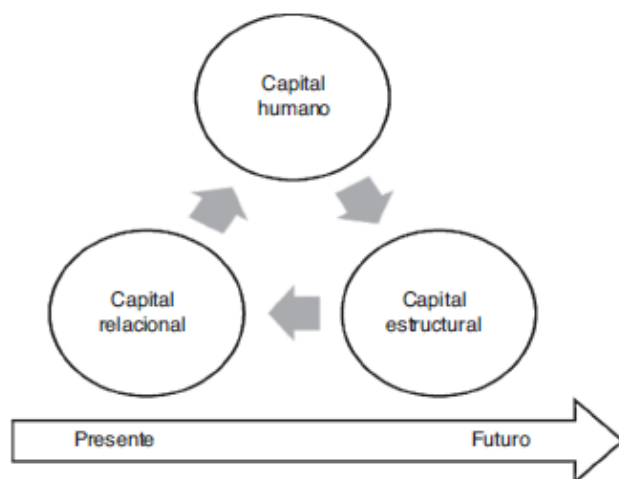 Capital
humano
Capital
relacional
Capital
estructural
Presente
Futuro